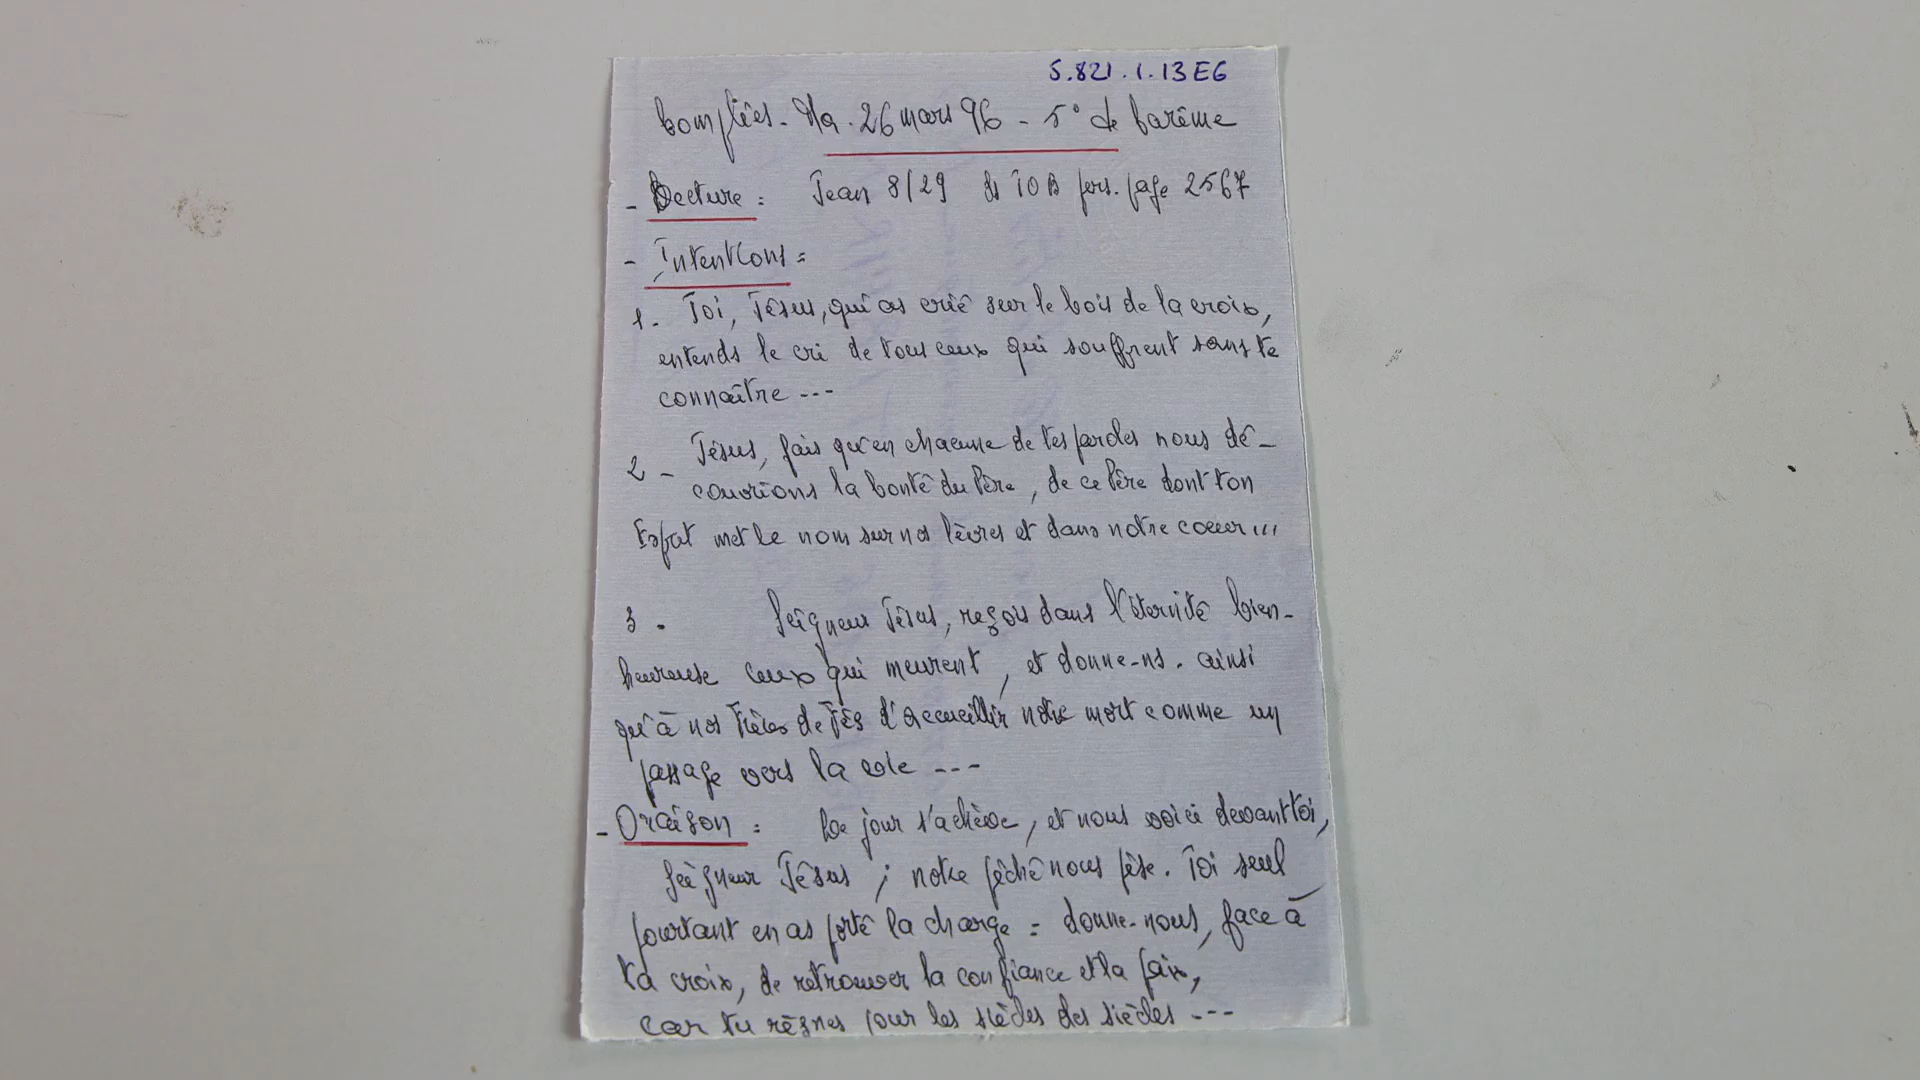 S.821.1.13E6
Complies. Ma. 26 mars 96 - 5° de Carême
- Lecture : Jean 8/29 ds TOB pers. page 2567
- Intentions :
1. Toi, Jésus, qui as crié sur le bois de la croix,
entends le cri de tous ceux qui souffrent sans te
connaître ---
2 - Jésus, fais qu'en chacune de tes paroles nous dé-
couvrions la bonté du Père, de ce Père dont ton
Esprit met le nom sur nos lèvres et dans notre coeur ...
3. Seigneur Jésus, reçois dans l'éternité bien-
heureuse ceux qui meurent, et donne-ns. ainsi
qu'à nos Frères de Fès d'accueillir notre mort comme un
passage vers la vie ---
- Oraison : Le jour s'achève, et nous voici devant toi,
Seigneur Jésus ; notre péché nous pèse. Toi seul
pourtant en as porté la charge : donne-nous, face à
ta croix, de retrouver la confiance et la paix,
car tu règnes pour les siècles des siècles ---